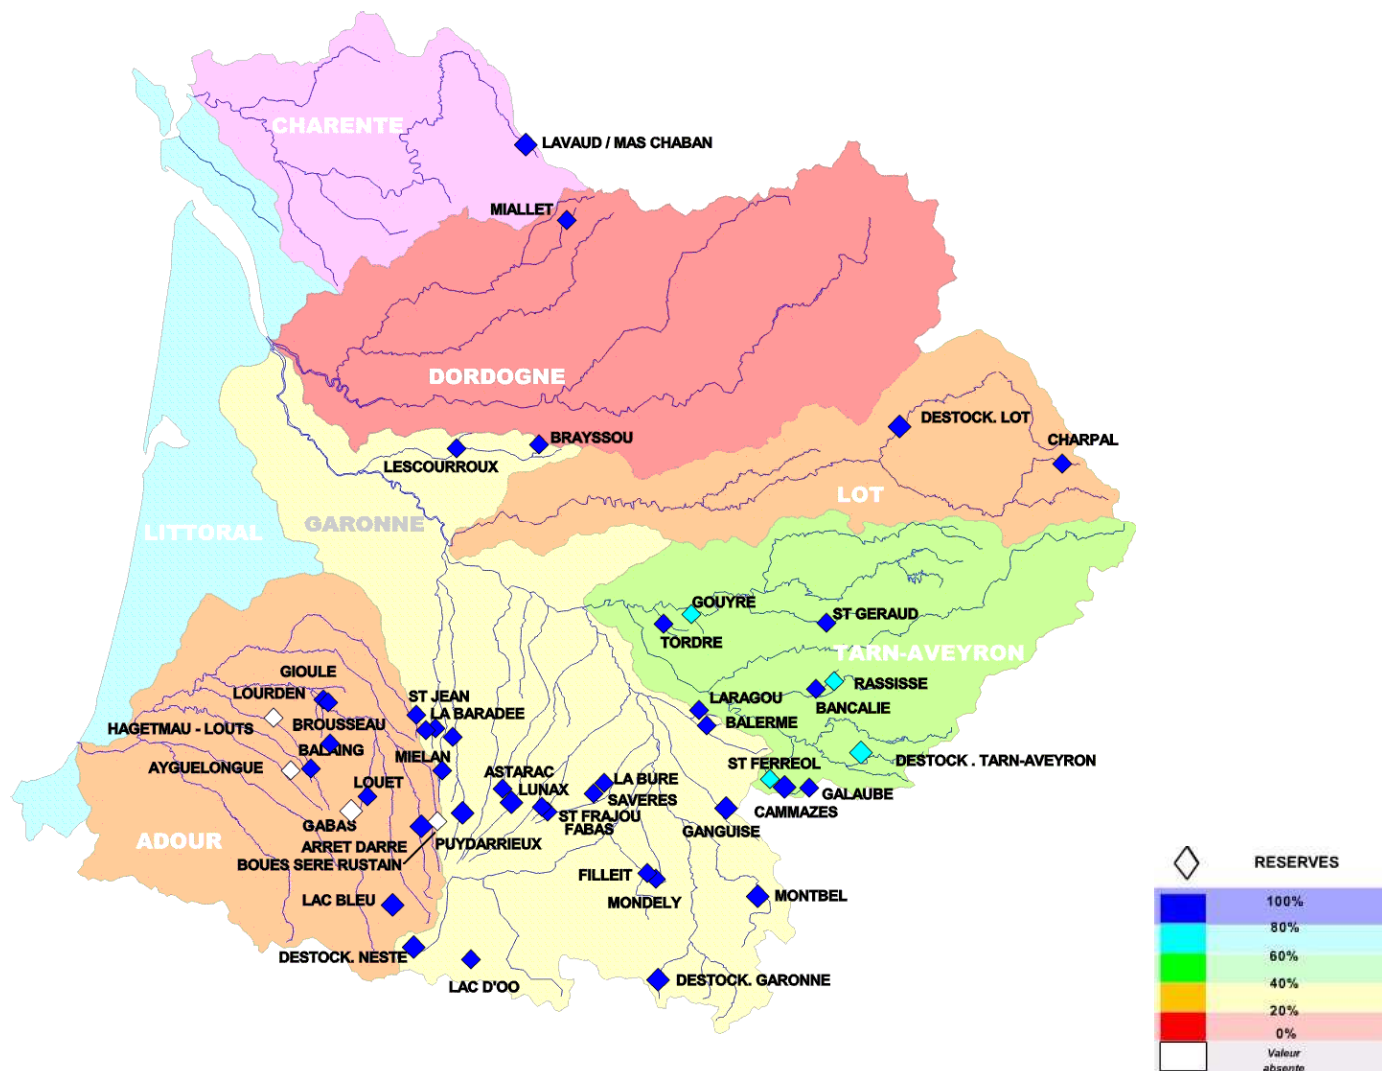 CHARENTE
LAVAUD / MAS CHABAN
MIALLET
DORDOGNE
DESTOCK. LOT
BRAYSSOU
CHARPAL
LESCOURROUX
LOT
GARONNE
LITTORAL
GOUYRE
ST GERAUD
TORDRE
TARN-AVEYRON
GIOULE
RASSISSE
LOURDEN
ST JEAN
LARAGOU
BANCALIE
LA BARADEE
HAGETMAU - LOUTS
BROUSSEAU
BALERME
BALAING
MIELAN
AYGUELONGUE
ST FERREOL
DESTOCK . TARN-AVEYRON
LOUET
ASTARAC
LA BURE
LUNAX
SAVERES
GALAUBE
CAMMAZES
GABAS
ST FRAJOU
FABAS
GANGUISE
ADOUR
ARRET DARRE
PUYDARRIEUX
BOUES SERE RUSTAIN
FILLEIT
MONDELY
MONTBEL
LAC BLEU
DESTOCK. NESTE
LAC D'OO
DESTOCK. GARONNE
RESERVES
100%
80%
60%
40%
20%
0%
Valeur
absente